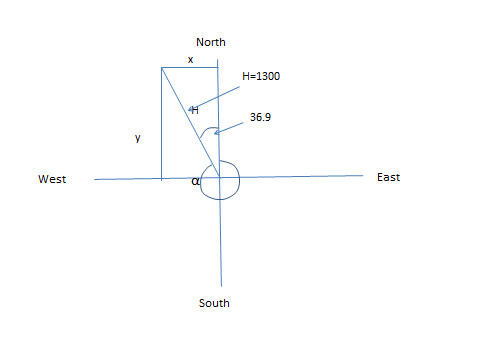 North
x
H=1300
H
36.9
y
West
α
East
South